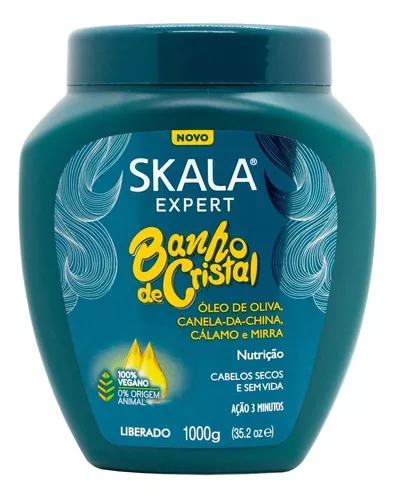 NOVO
SKALA®
EXPERT
Banho
de Cristal
ÓLEO DE OLIVA,
CANELA-DA-CHINA,
CÁLAMO e MIRRA
Nutrição
CABELOS SECOS
E SEM VIDA
AÇÃO 3 MINUTOS
100%
VEGANO
0% ORIGEM
ANIMAL
LIBERADO 1000g (35.2 oz e)